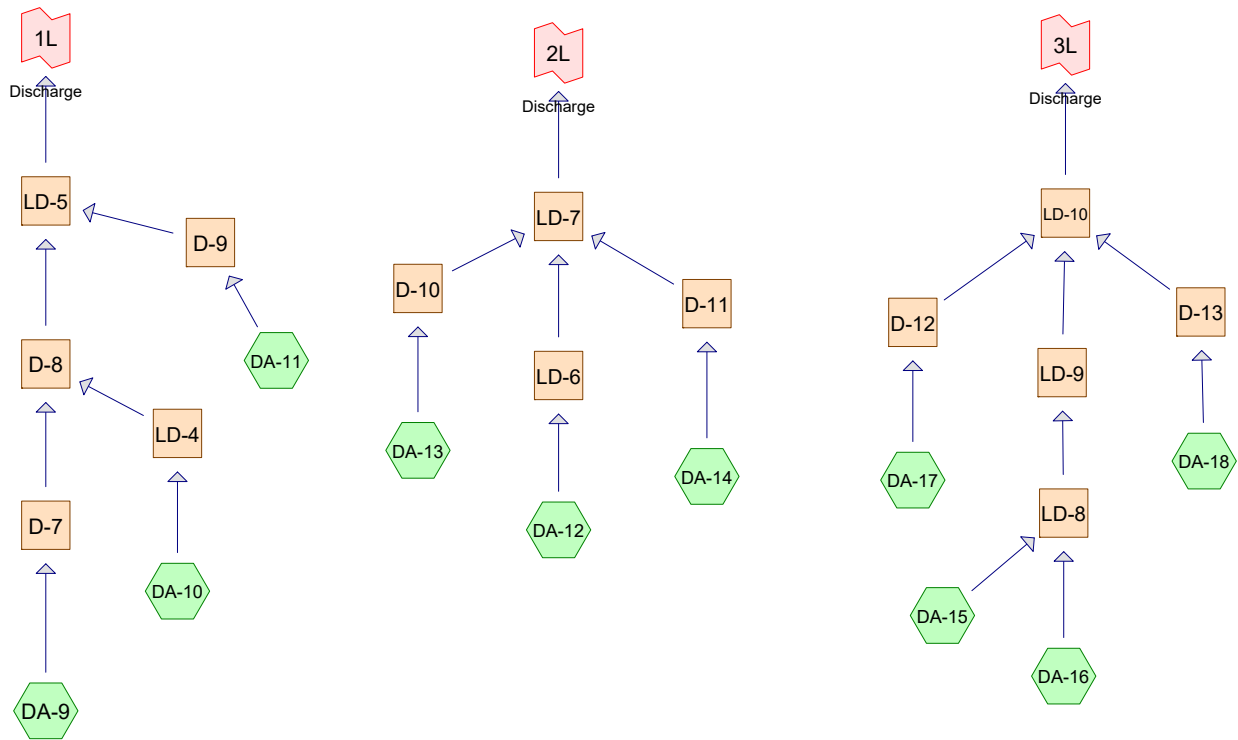 1L
Discharge
LD-5
D-9
DA-11
D-8
LD-4
D-7
DA-10
DA-9
2L
Discharge
LD-7
D-10
D-11
LD-6
DA-13
DA-14
DA-12
3L
Discharge
LD-10
D-12
D-13
LD-9
DA-17
DA-18
LD-8
DA-15
DA-16